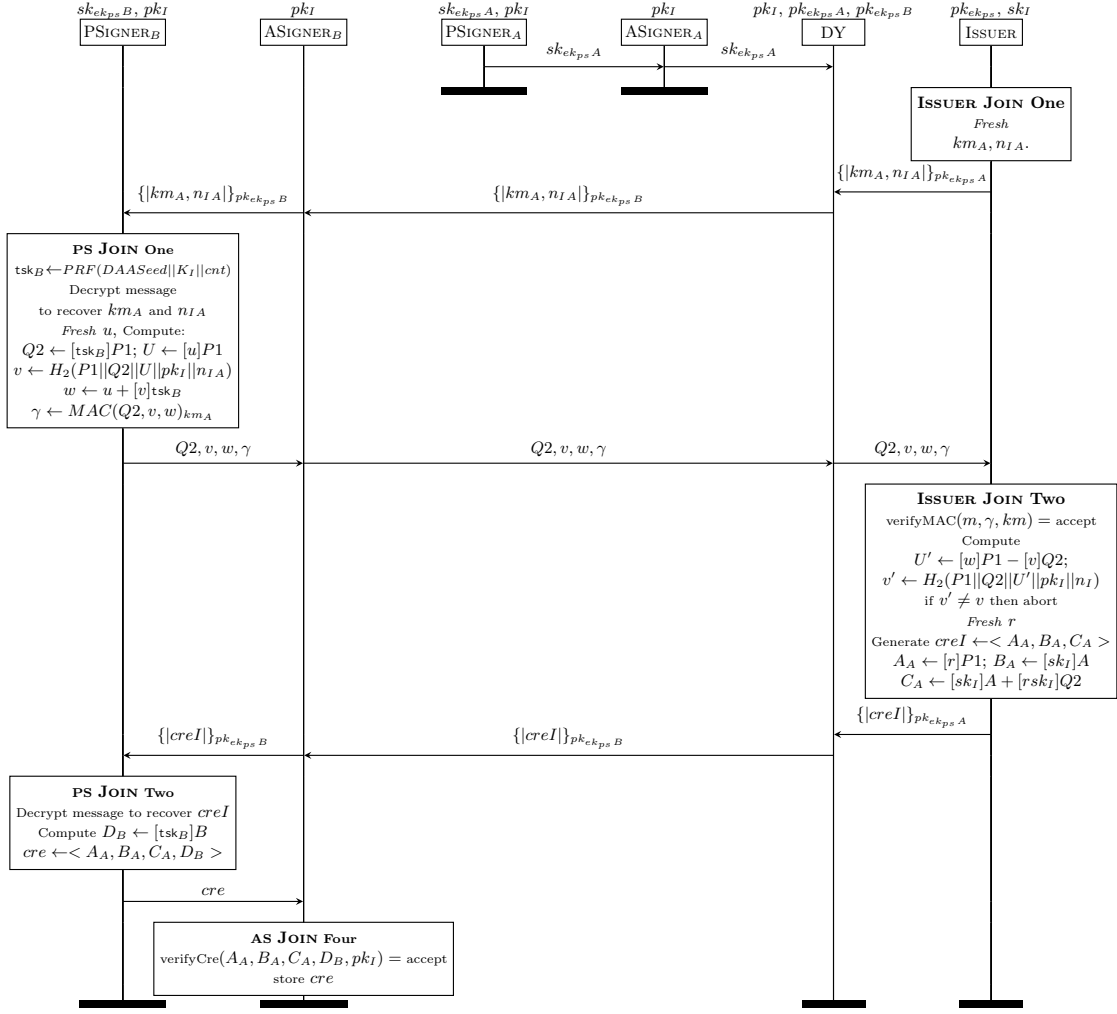 sk_{ek_{ps}B}, pk_I
pk_I
sk_{ek_{ps}A}, pk_I
pk_I
pk_I, pk_{ek_{ps}A}, pk_{ek_{ps}B}
pk_{ek_{ps}}, sk_I
PSIGNER_B
ASIGNER_B
PSIGNER_A
ASIGNER_A
DY
ISSUER
sk_{ek_{ps}A}
sk_{ek_{ps}A}
ISSUER JOIN One
Fresh
km_A, n_{IA}.
{|km_A, n_{IA}|}_{pk_{ek_{ps}A}}
{|km_A, n_{IA}|}_{pk_{ek_{ps}B}}
{|km_A, n_{IA}|}_{pk_{ek_{ps}B}}
PS JOIN One
tsk_B←PRF(DAASeed||K_I||cnt)
Decrypt message
to recover km_A and n_{IA}
Fresh u, Compute:
Q2 ← [tsk_B]P1; U ← [u]P1
v ← H_2(P1||Q2||U||pk_I||n_{IA})
w ← u + [v]tsk_B
γ ← MAC(Q2, v, w)_{km_A}
Q2, v, w, γ
Q2, v, w, γ
Q2, v, w, γ
ISSUER JOIN Two
verifyMAC(m, γ, km) = accept
Compute
U′ ← [w]P1 − [v]Q2;
v′ ← H_2(P1||Q2||U′||pk_I||n_I)
if v′ ≠ v then abort
Fresh r
Generate creI ←< A_A, B_A, C_A >
A_A ← [r]P1; B_A ← [sk_I]A
C_A ← [sk_I]A + [rsk_I]Q2
{|creI|}_{pk_{ek_{ps}A}}
{|creI|}_{pk_{ek_{ps}B}}
{|creI|}_{pk_{ek_{ps}B}}
PS JOIN Two
Decrypt message to recover creI
Compute D_B ← [tsk_B]B
cre ←< A_A, B_A, C_A, D_B >
cre
AS JOIN Four
verifyCre(A_A, B_A, C_A, D_B, pk_I) = accept
store cre